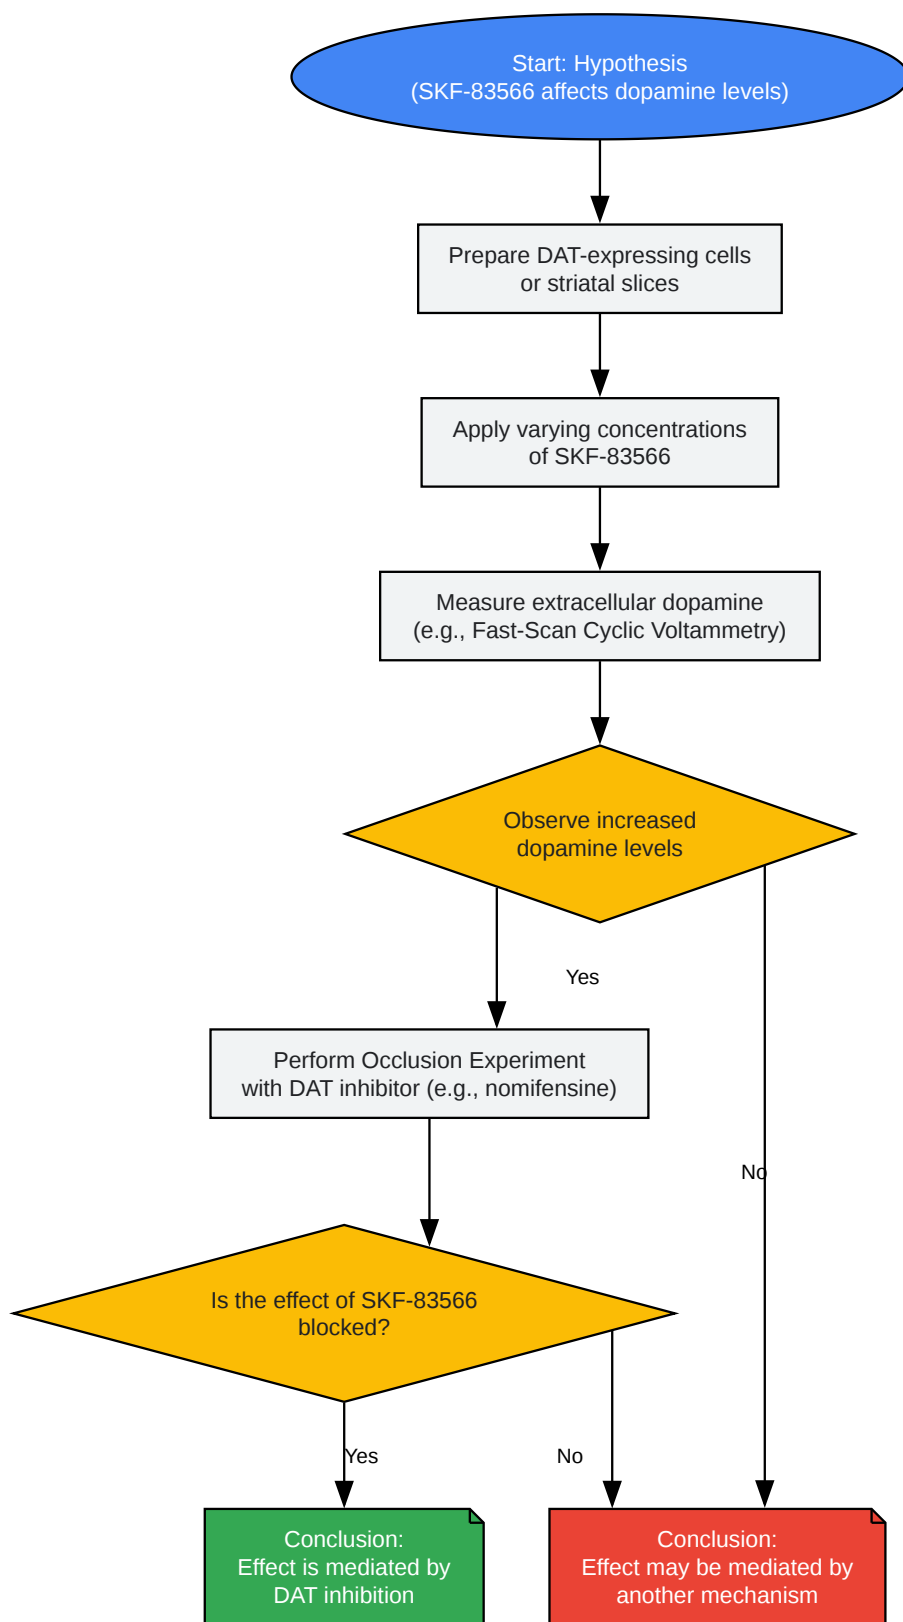 Start: Hypothesis
(SKF-83566 affects dopamine levels)
Prepare DAT-expressing cells
or striatal slices
Apply varying concentrations
of SKF-83566
Measure extracellular dopamine
(e.g., Fast-Scan Cyclic Voltammetry)
Observe increased
dopamine levels
Yes
Perform Occlusion Experiment
with DAT inhibitor (e.g., nomifensine)
No
Is the effect of SKF-83566
blocked?
Yes
No
Conclusion:
Effect is mediated by
DAT inhibition
Conclusion:
Effect may be mediated by
another mechanism